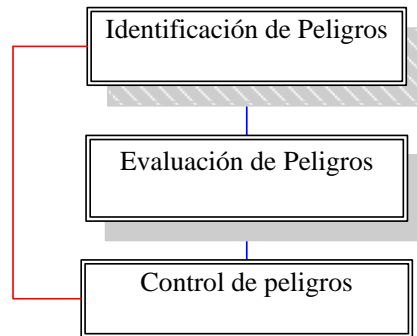 Identificación de Peligros
Evaluación de Peligros
Control de peligros